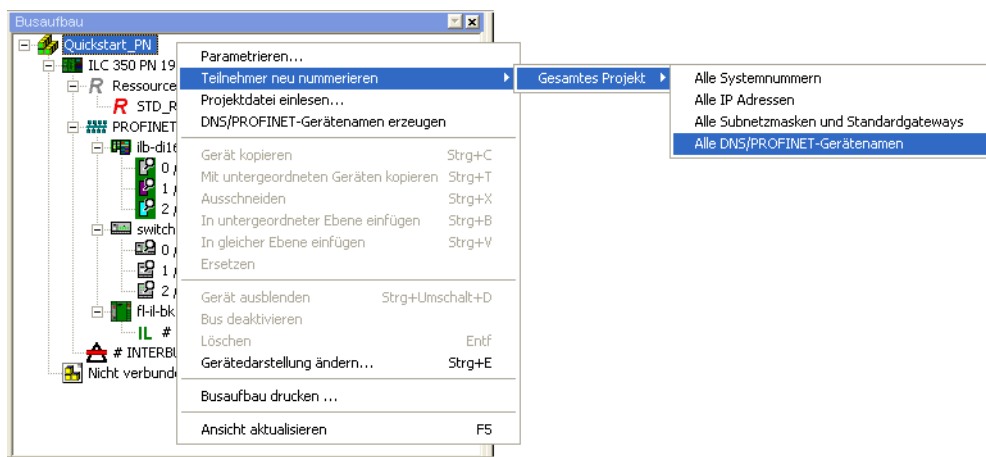 Busaufbau
Quickstart_PN
ILC 350 PN 19
Ressource
R STD_R
PROFINET
ilb-di16
0
1
2
switch
0
1
2
fl-il-bk
IL #
# INTERBU
Nicht verbunde
Parametrieren...
Teilnehmer neu nummerieren
Projektdatei einlesen...
DNS/PROFINET-Gerätenamen erzeugen
Gerät kopieren Strg+C
Mit untergeordneten Geräten kopieren Strg+T
Ausschneiden Strg+X
In untergeordneter Ebene einfügen Strg+B
In gleicher Ebene einfügen Strg+V
Ersetzen
Gerät ausblenden Strg+Umschalt+D
Bus deaktivieren
Löschen Entf
Gerätedarstellung ändern... Strg+E
Busaufbau drucken ...
Ansicht aktualisieren F5
Gesamtes Projekt
Alle Systemnummern
Alle IP Adressen
Alle Subnetzmasken und Standardgateways
Alle DNS/PROFINET-Gerätenamen